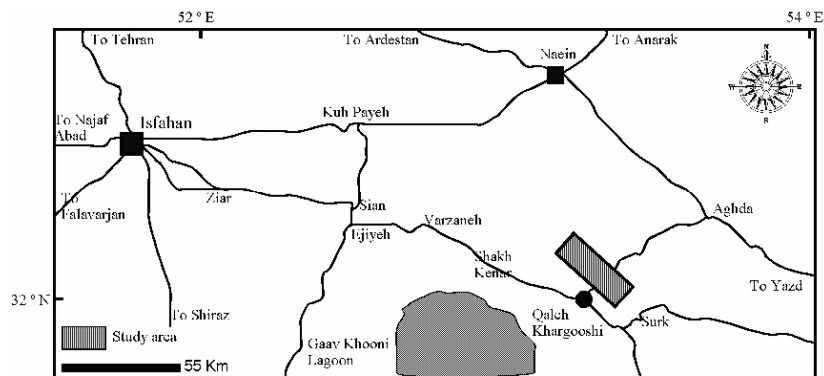 52 ° E
54 ° E
To Tehran
To Ardestan
To Anarak
Naein
N
W
E
S
Kuh Payeh
To Najaf
Abad
Isfahan
To
Falavarjan
Ziar
Sian
Ejiyeh
Varzaneh
Aghda
Shakh
Kenar
To Yazd
32 ° N
To Shiraz
Qaleh
Khargooshi
Surk
Study area
Gaav Khooni
Lagoon
55 Km